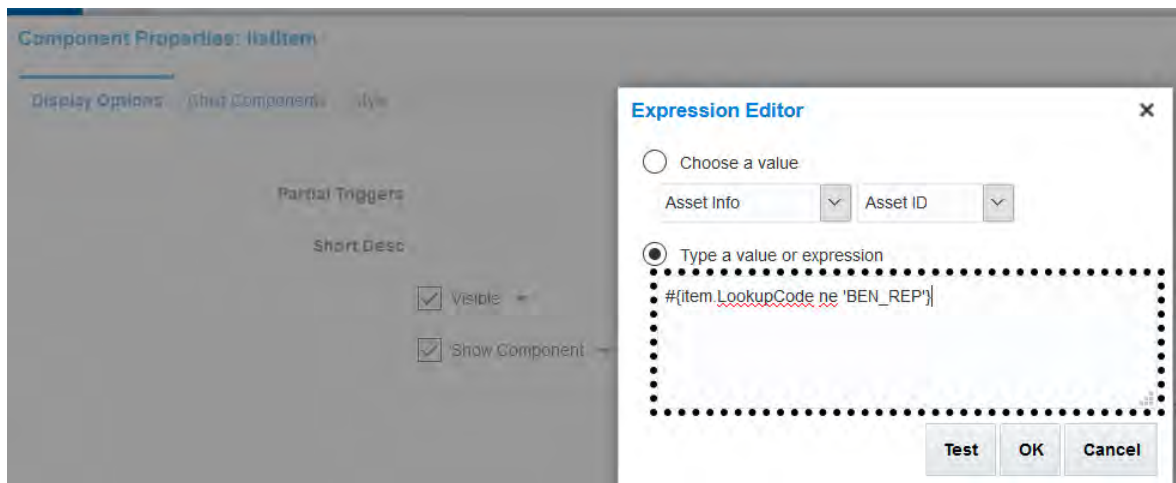 Component Properties: listItem
Display Options Child Components Style
Partial Triggers
Short Desc
Visible
Show Component
Expression Editor
Choose a value
Asset Info Asset ID
Type a value or expression
#{item.LookupCode ne 'BEN_REP'}
Test OK Cancel